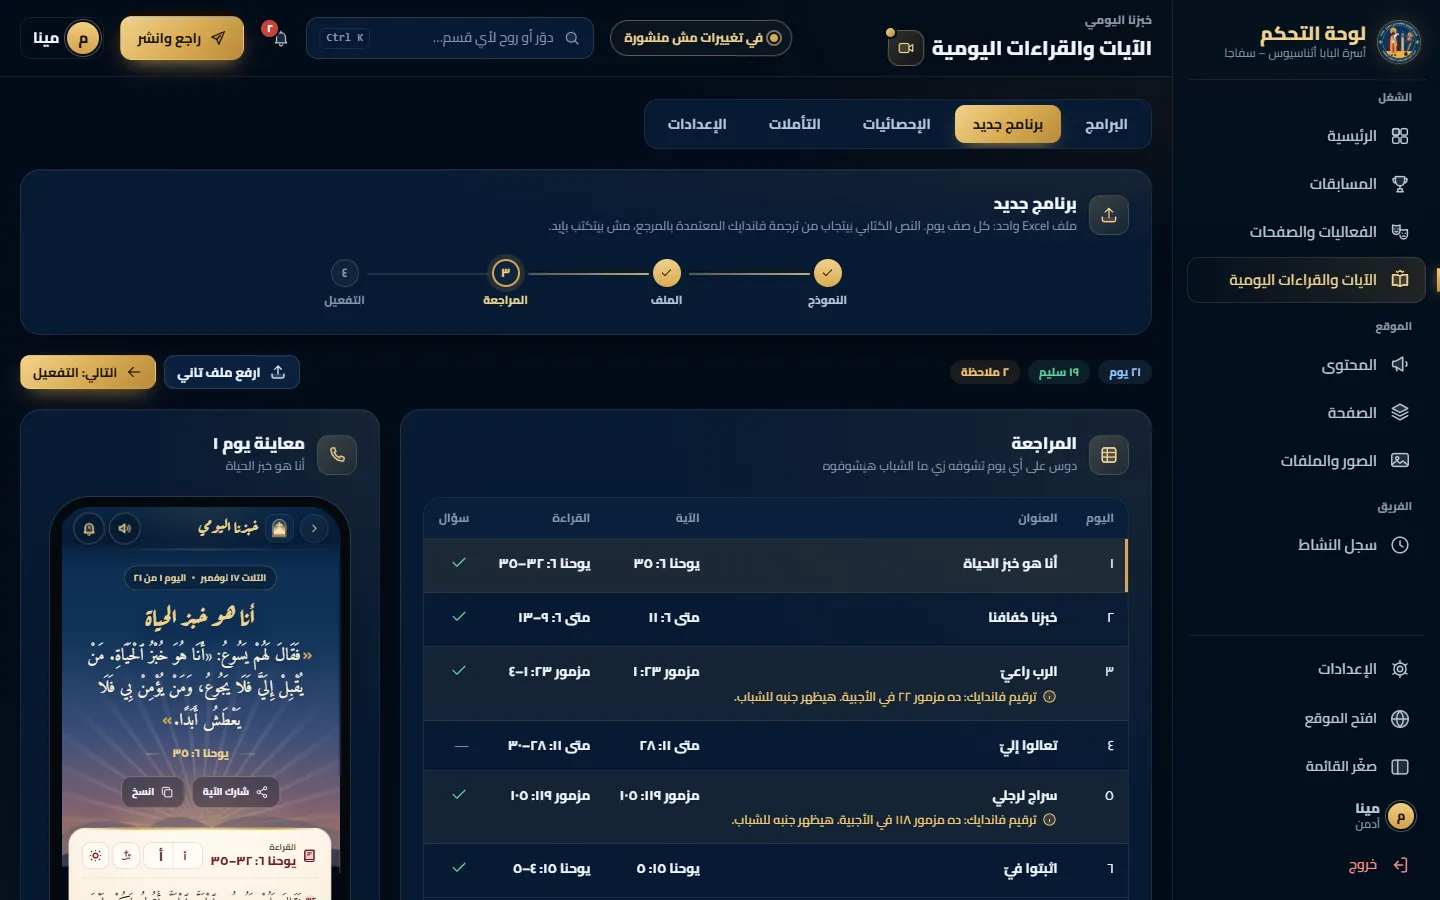 لوحة التحكم
أسرة البابا أثناسيوس – سفاجا
الشغل
الرئيسية
المسابقات
الفعاليات والصفحات
الآيات والقراءات اليومية
الموقع
المحتوى
الصفحة
الصور والملفات
الفريق
سجل النشاط
الإعدادات
افتح الموقع
صغّر القائمة
م
مينا
أدمن
خروج
خبزنا اليومي
الآيات والقراءات اليومية
في تغييرات مش منشورة
دوّر أو روح لأي قسم...
Ctrl K
٢
راجع وانشر
م
مينا
البرامج
برنامج جديد
الإحصائيات
التأملات
الإعدادات
برنامج جديد
ملف Excel واحد: كل صف يوم. النص الكتابي بيتجاب من ترجمة ڤاندايك المعتمدة بالمرجع، مش بيتكتب بإيد.
النموذج
الملف
٣
المراجعة
٤
التفعيل
٢١ يوم
١٩ سليم
٢ ملاحظة
ارفع ملف تاني
التالي: التفعيل
المراجعة
دوس على أي يوم تشوفه زي ما الشباب هيشوفوه
اليوم العنوان الآية القراءة سؤال
١ أنا هو خبز الحياة يوحنا ٦: ٣٥ يوحنا ٦: ٣٢–٣٥
٢ خبزنا كفافنا متى ٦: ١١ متى ٦: ٩–١٣
٣ الرب راعيّ مزمور ٢٣: ١ مزمور ٢٣: ١–٤
ترقيم ڤاندايك: ده مزمور ٢٢ في الأجبية. هيظهر جنبه للشباب.
٤ تعالوا إليّ متى ١١: ٢٨ متى ١١: ٢٨–٣٠ —
٥ سراج لرجلي مزمور ١١٩: ١٠٥ مزمور ١١٩: ١٠٥
ترقيم ڤاندايك: ده مزمور ١١٨ في الأجبية. هيظهر جنبه للشباب.
٦ اثبتوا فيّ يوحنا ١٥: ٥ يوحنا ١٥: ٤–٥
معاينة يوم ١
أنا هو خبز الحياة
خبزنا اليومي
الثلاث ١٧ نوفمبر • اليوم ١ من ٢١
أنا هو خبز الحياة
«فَقَالَ لَهُمْ يَسُوعُ: «أَنَا هُوَ خُبْزُ ٱلْحَيَاةِ. مَنْ
يُقْبِلْ إِلَيَّ فَلَا يَجُوعُ، وَمَنْ يُؤْمِنْ بِي فَلَا
يَعْطَشُ أَبَدًا.»
يوحنا ٦: ٣٥
شارك الآية
انسخ
القراءة
يوحنا ٦: ٣٢–٣٥
أ
أ